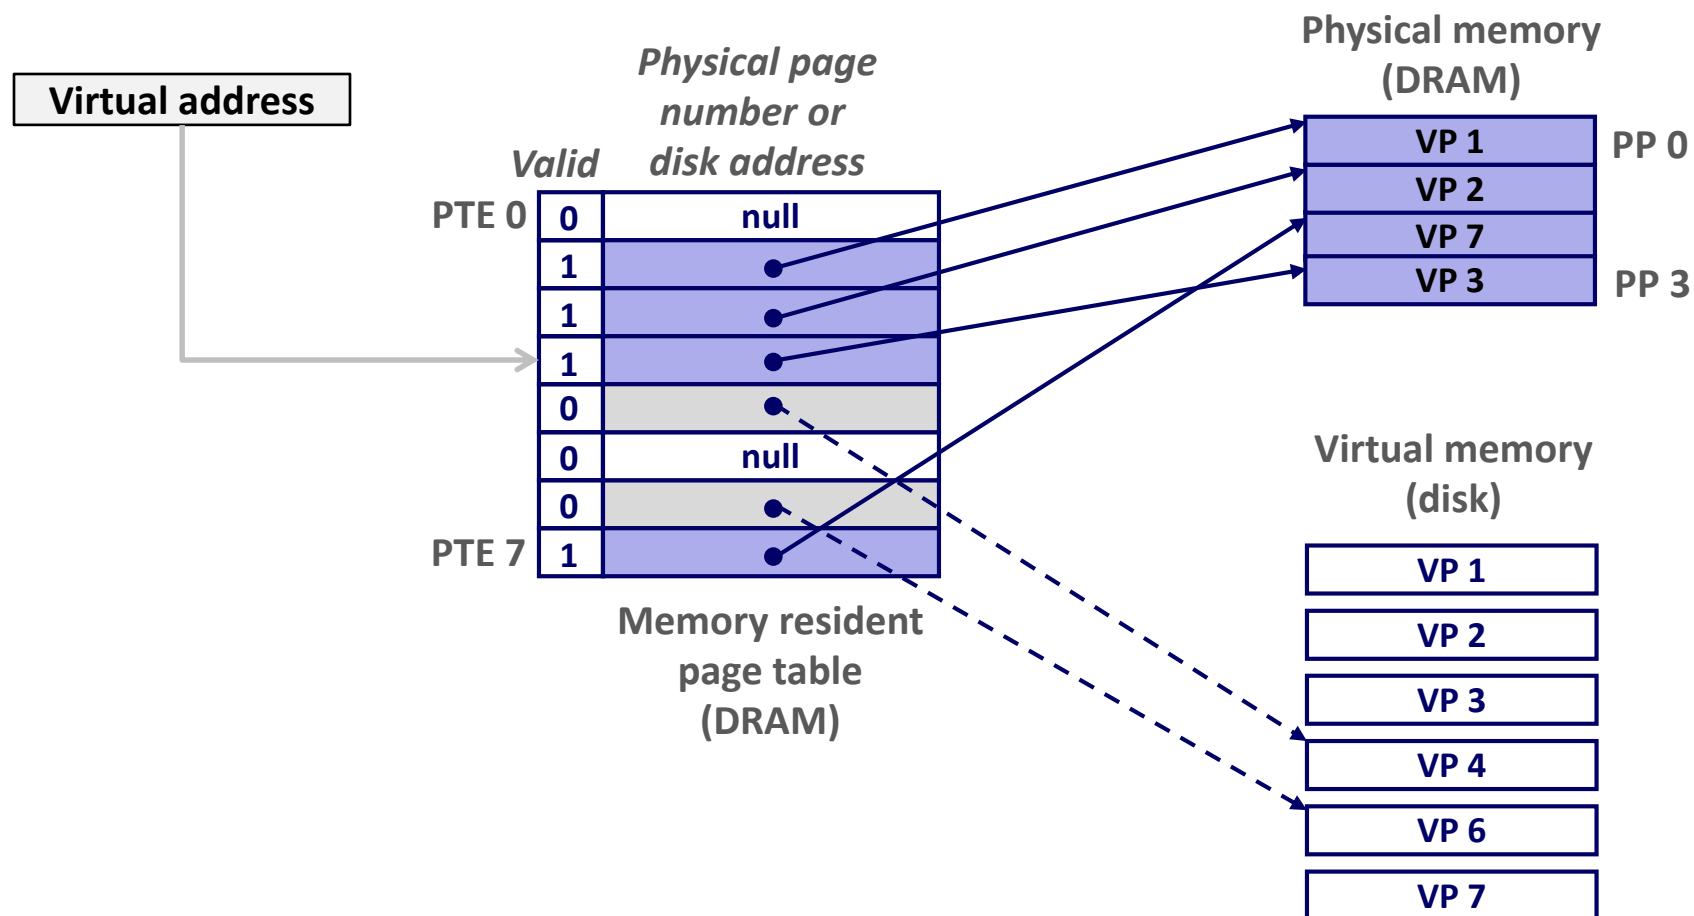 Virtual address
Physical page
number or
disk address
Valid
PTE 0
0
null
1
1
1
0
0
null
0
PTE 7
1
Memory resident
page table
(DRAM)
Physical memory
(DRAM)
VP 1
PP 0
VP 2
VP 7
VP 3
PP 3
Virtual memory
(disk)
VP 1
VP 2
VP 3
VP 4
VP 6
VP 7